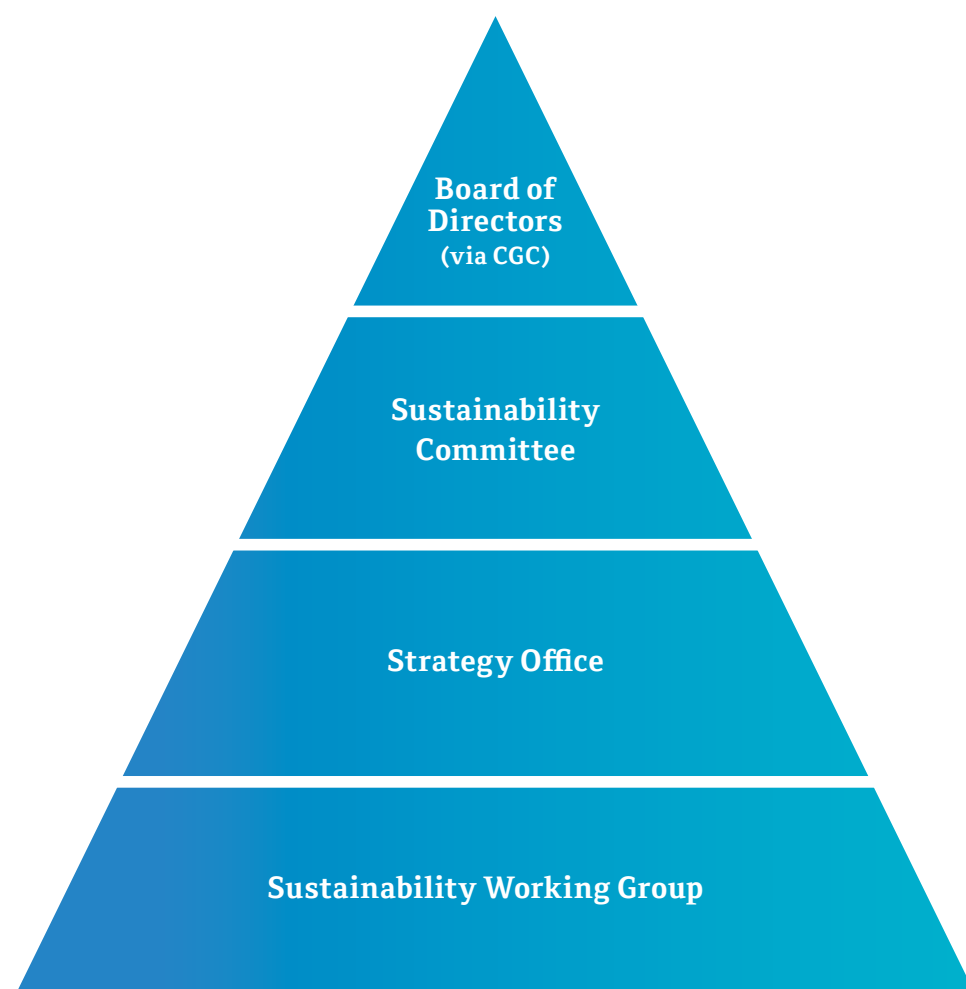 Board of
Directors
(via CGC)
Sustainability
Committee
Strategy Office
Sustainability Working Group